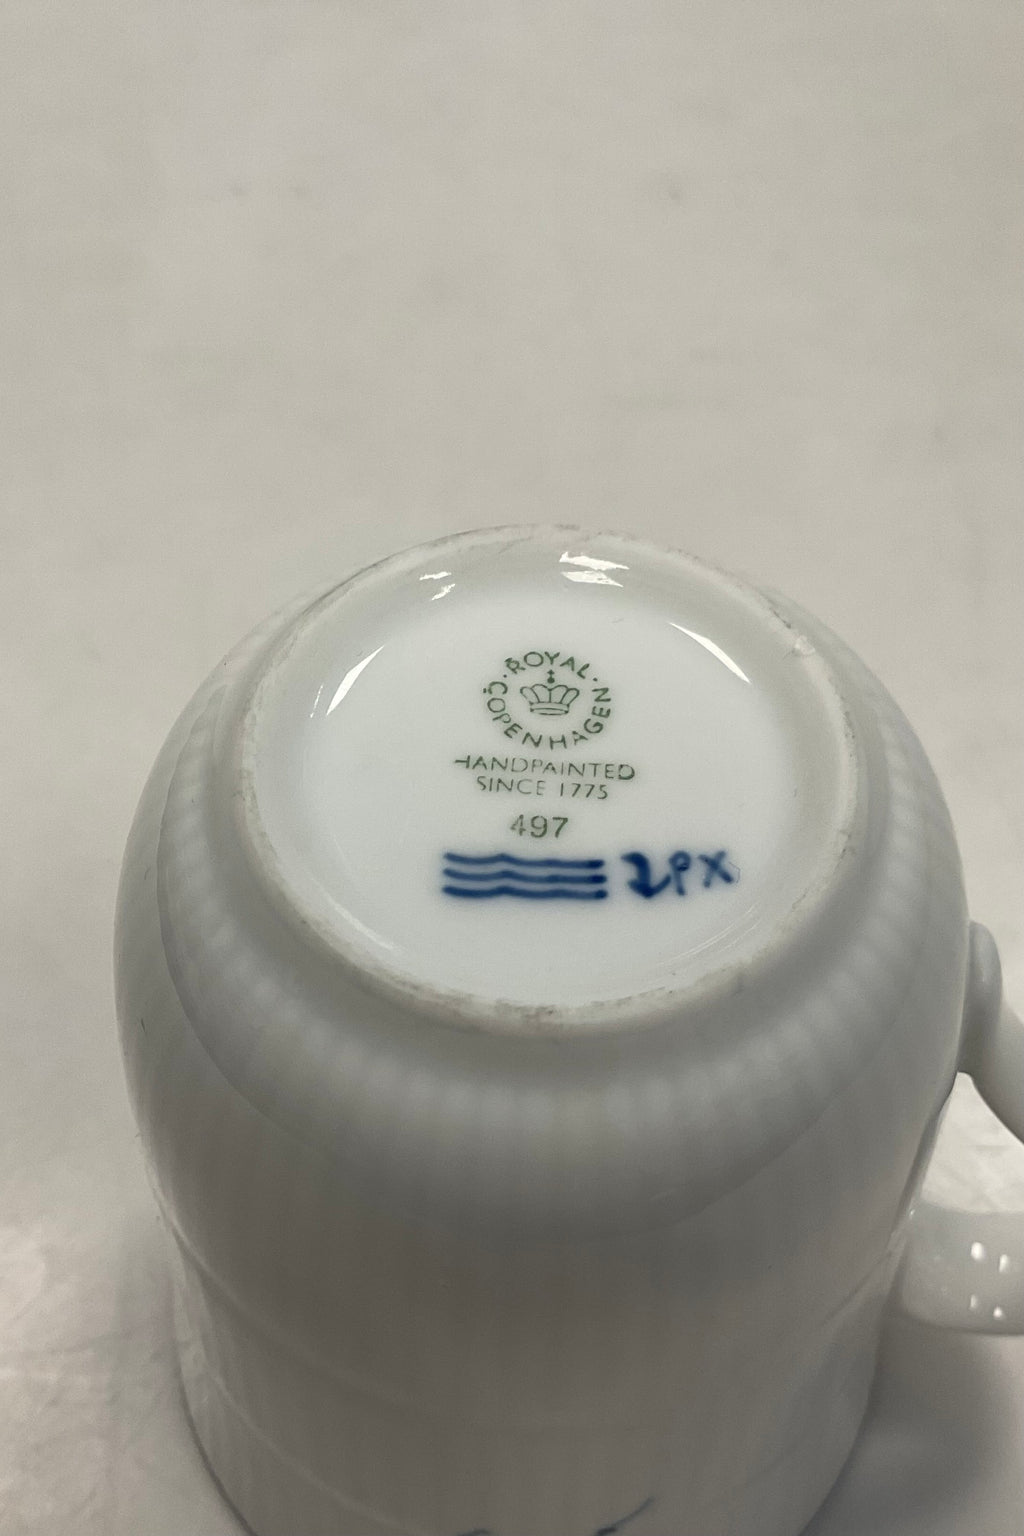 ROYAL COPENHAGEN
HANDPAINTED
SINCE 1775
497